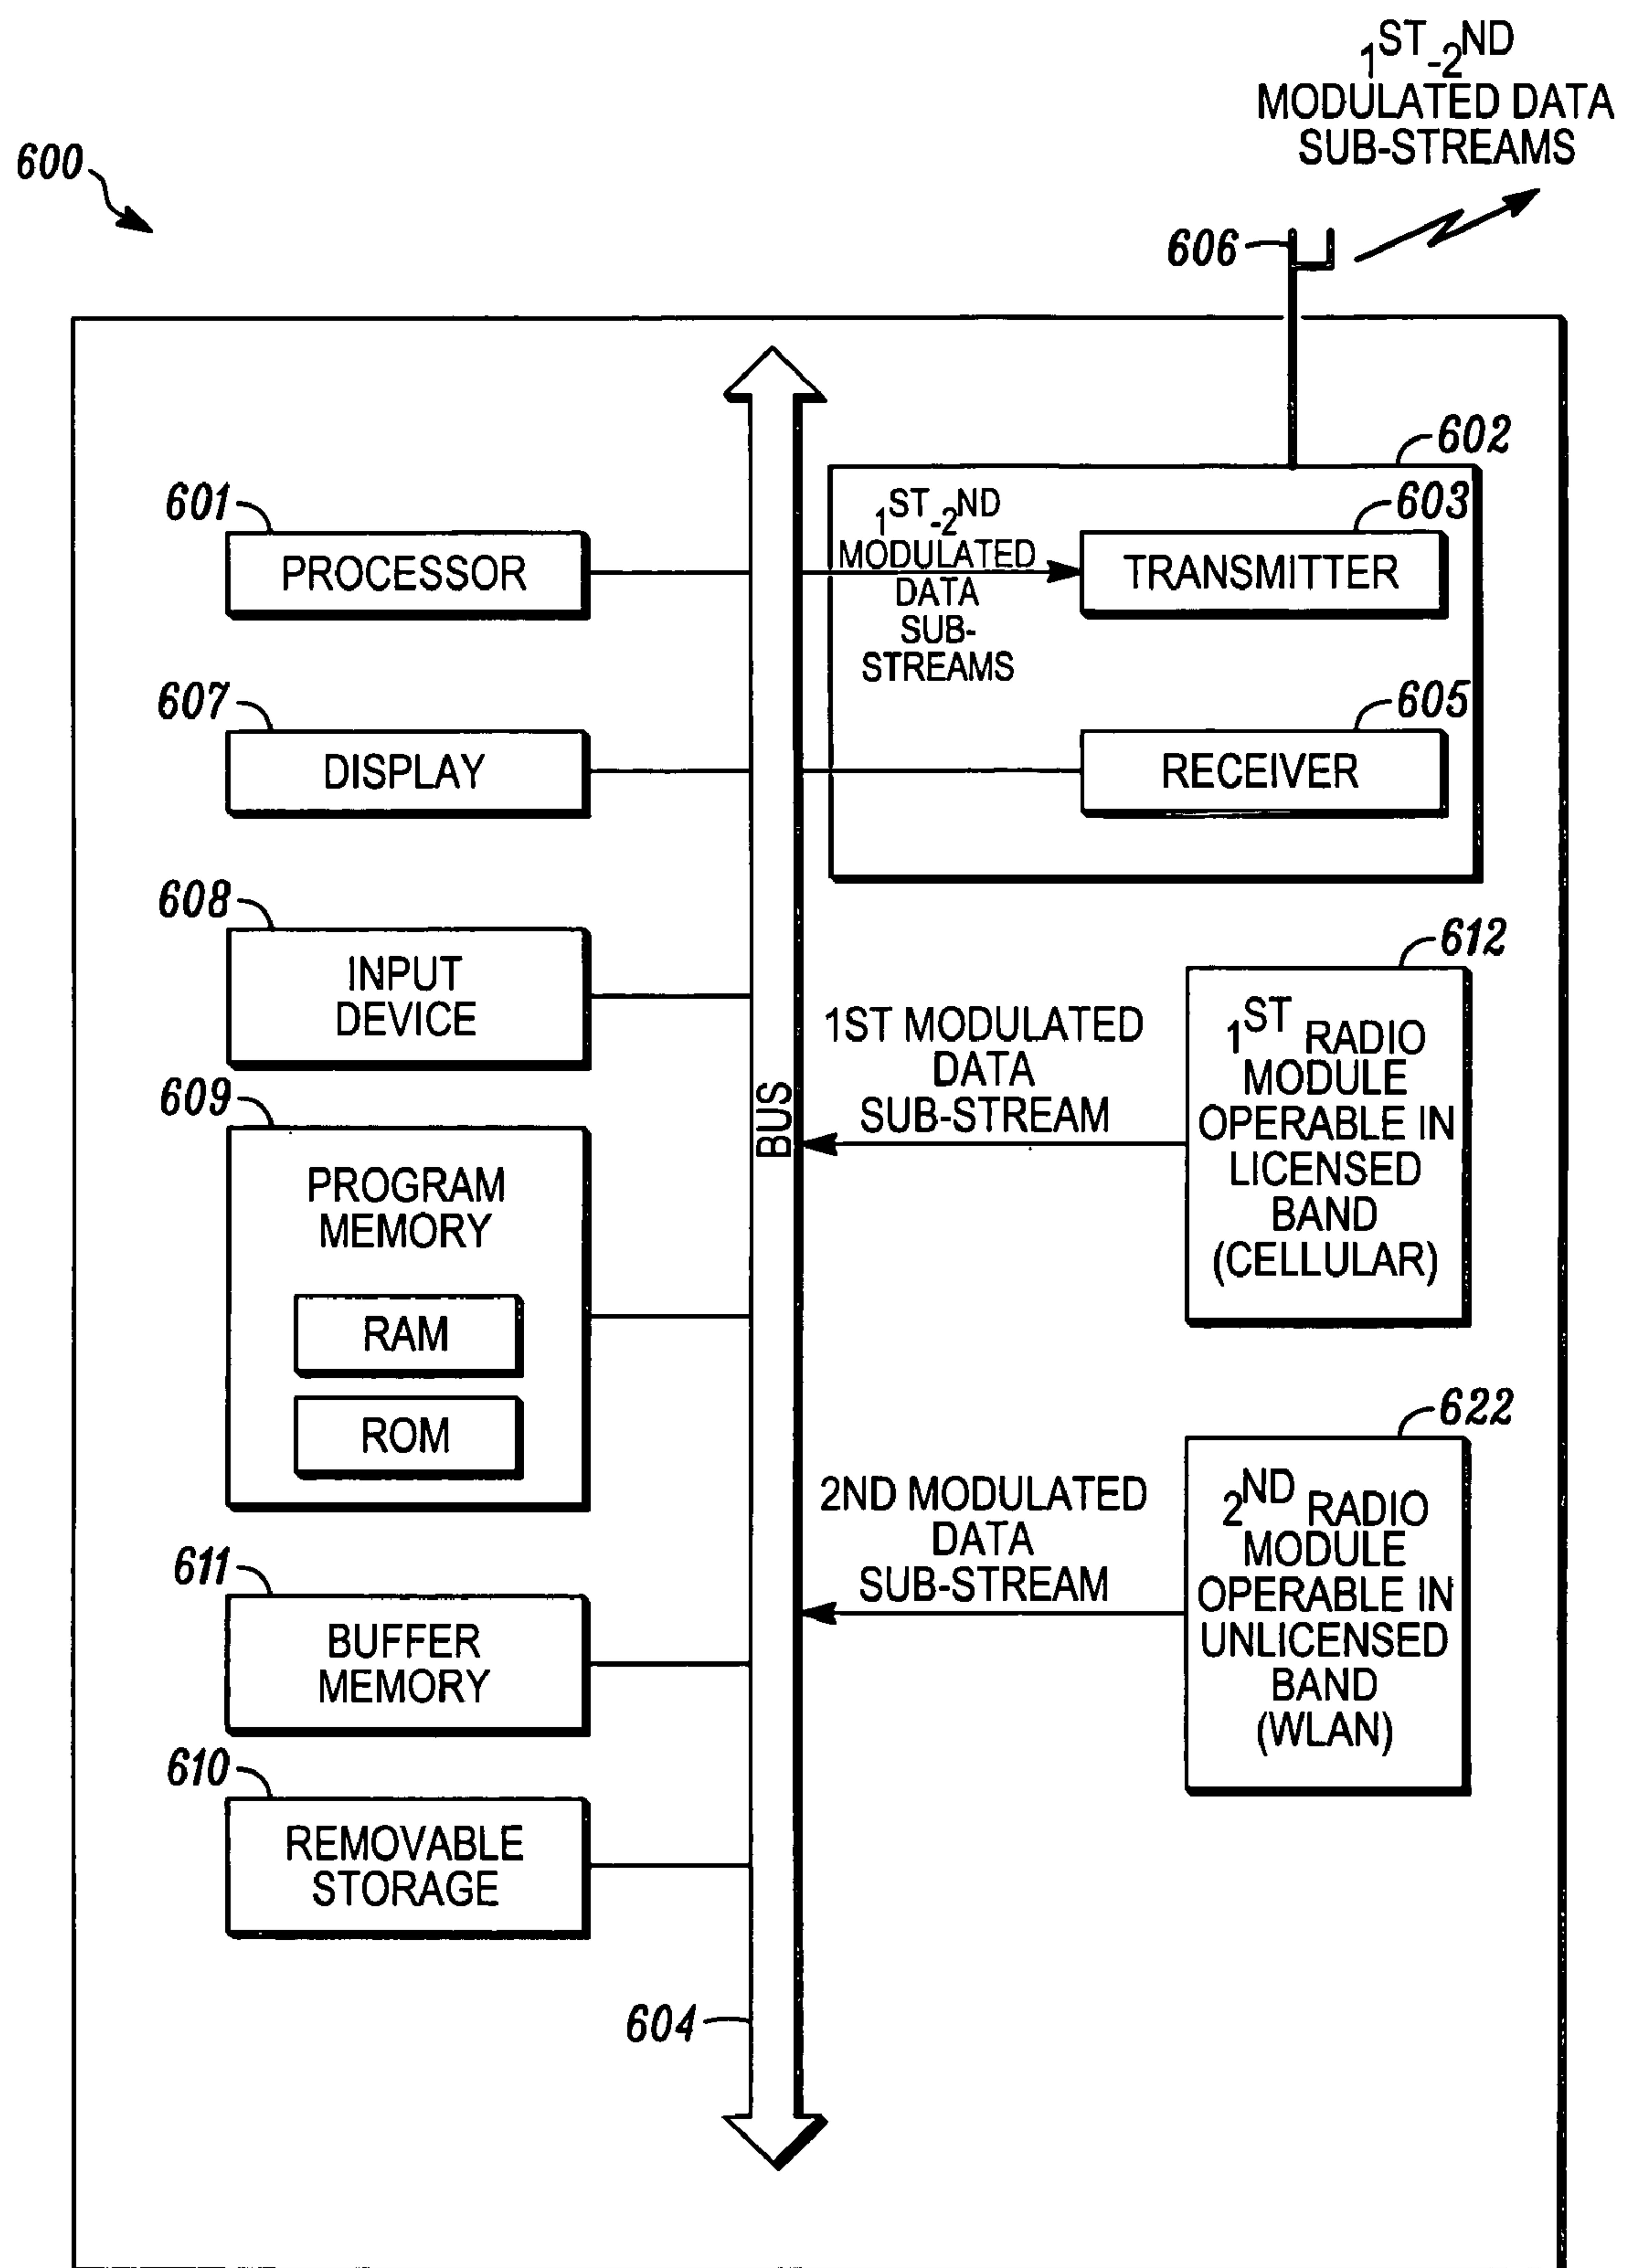 1ST-2ND
MODULATED DATA
SUB-STREAMS
600
606
602
601
PROCESSOR
1ST-2ND
MODULATED
DATA
SUB-
STREAMS
603
TRANSMITTER
607
DISPLAY
605
RECEIVER
608
INPUT
DEVICE
612
1ST RADIO
MODULE
OPERABLE IN
LICENSED
BAND
(CELLULAR)
1ST MODULATED
DATA
SUB-STREAM
BUS
609
PROGRAM
MEMORY
RAM
ROM
622
2ND RADIO
MODULE
OPERABLE IN
UNLICENSED
BAND
(WLAN)
2ND MODULATED
DATA
SUB-STREAM
611
BUFFER
MEMORY
610
REMOVABLE
STORAGE
604